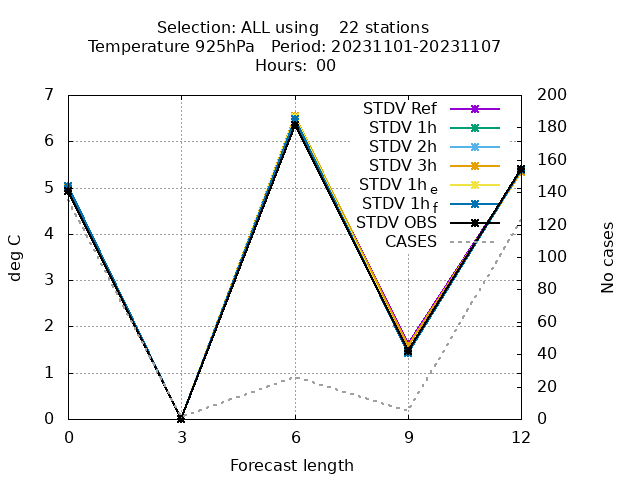 Selection: ALL using    22 stations
Temperature 925hPa   Period: 20231101-20231107
Hours: 00
7
6
5
4
3
2
1
0
deg C
200
180
160
140
120
100
80
60
40
20
0
No cases
STDV Ref
STDV 1h
STDV 2h
STDV 3h
STDV 1h e
STDV 1h f
STDV OBS
CASES
0 3 6 9 12
Forecast length